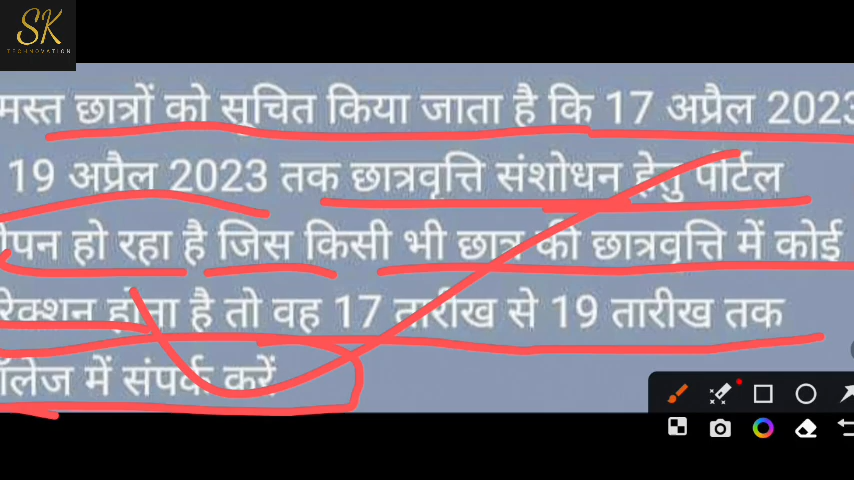 SK
TECHNOVATION
मस्त छात्रों को सूचित किया जाता है कि 17 अप्रैल 2023
19 अप्रैल 2023 तक छात्रवृत्ति संशोधन हेतु पोर्टल
ोपन हो रहा है जिस किसी भी छात्र की छात्रवृत्ति में कोई
रेक्शन होता है तो वह 17 तारीख से 19 तारीख तक
ॉलेज में संपर्क करें